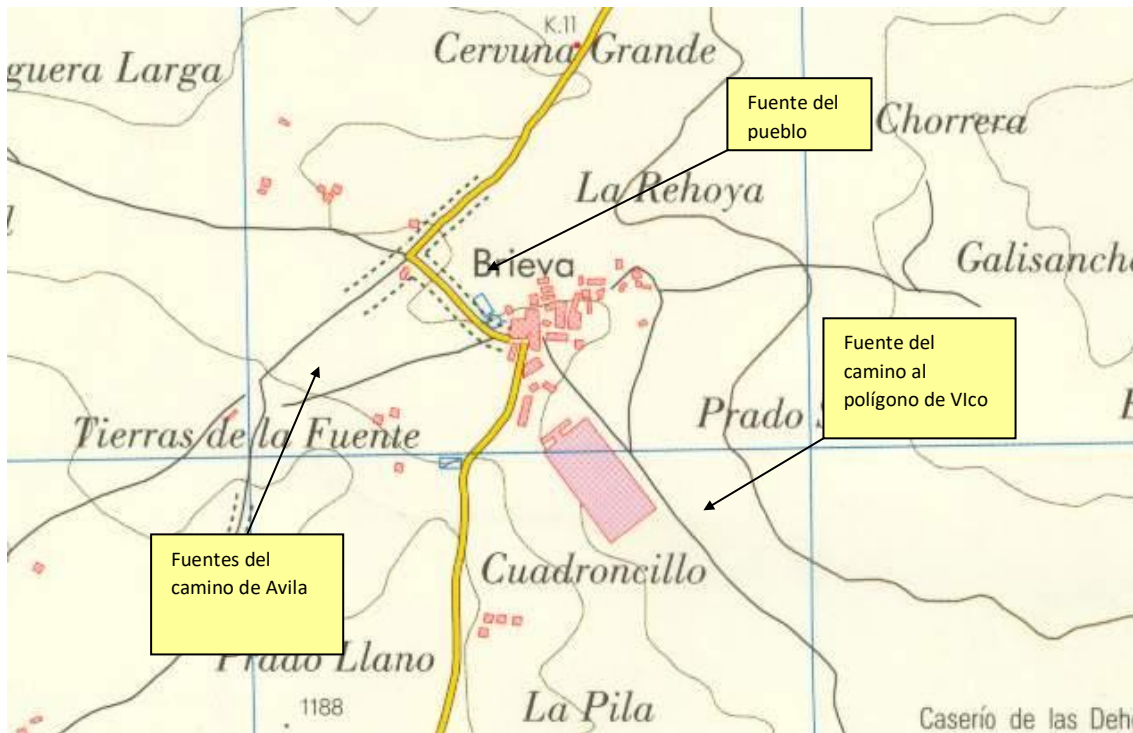 K.11
Cervuna Grande
guera Larga
Fuente del
pueblo
Chorrera
La Rehoya
Brieva
Galisancho
Fuente del
camino al
polígono de VIco
Prado S
Tierras de la Fuente
Fuentes del
camino de Avila
Cuadroncillo
Prado Llano
1188
La Pila
Caserío de las Dehe